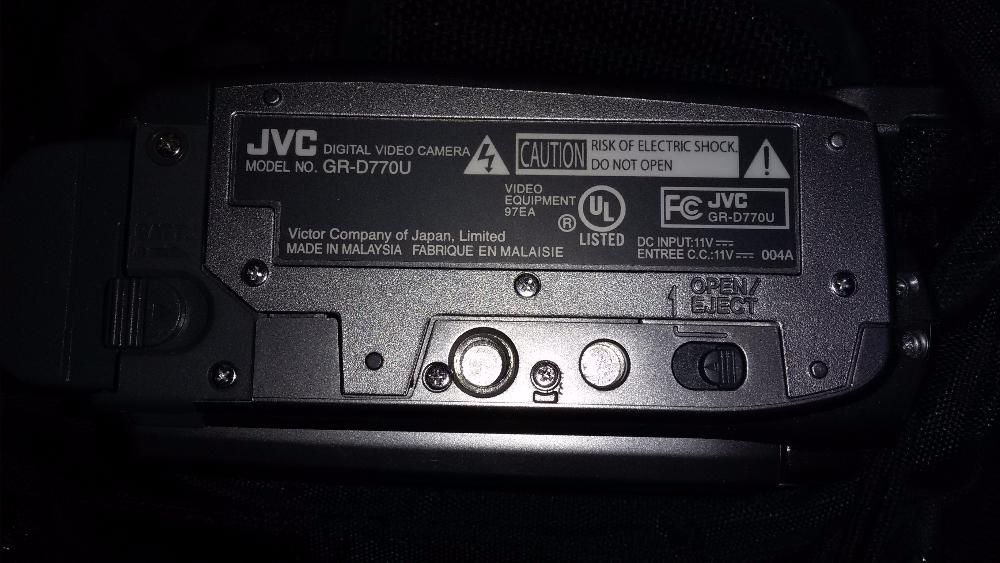 JVC DIGITAL VIDEO CAMERA
MODEL NO. GR-D770U
CAUTION
RISK OF ELECTRIC SHOCK.
DO NOT OPEN
VIDEO
EQUIPMENT
97EA
®
UL
LISTED
FC JVC
GR-D770U
Victor Company of Japan, Limited
MADE IN MALAYSIA FABRIQUE EN MALAISIE
DC INPUT:11V
ENTREE C.C.:11V 004A
OPEN/
EJECT